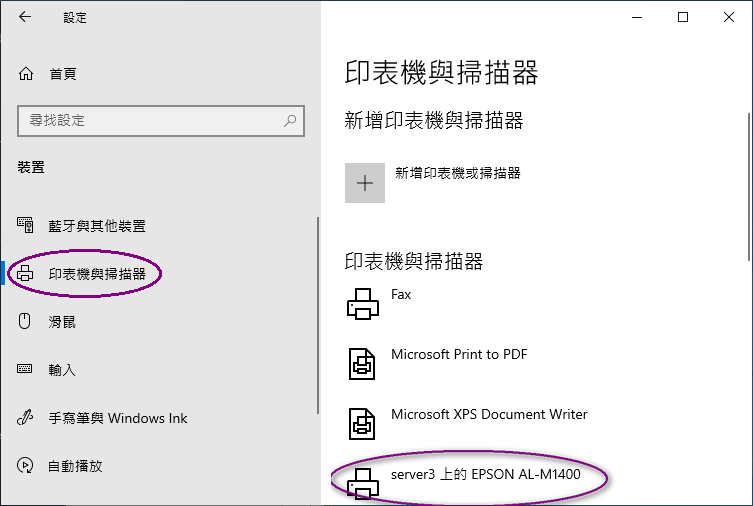 設定
首頁
尋找設定
裝置
藍牙與其他裝置
印表機與掃描器
滑鼠
輸入
手寫筆與 Windows Ink
自動播放
印表機與掃描器
新增印表機與掃描器
新增印表機或掃描器
印表機與掃描器
Fax
Microsoft Print to PDF
Microsoft XPS Document Writer
server3 上的 EPSON AL-M1400